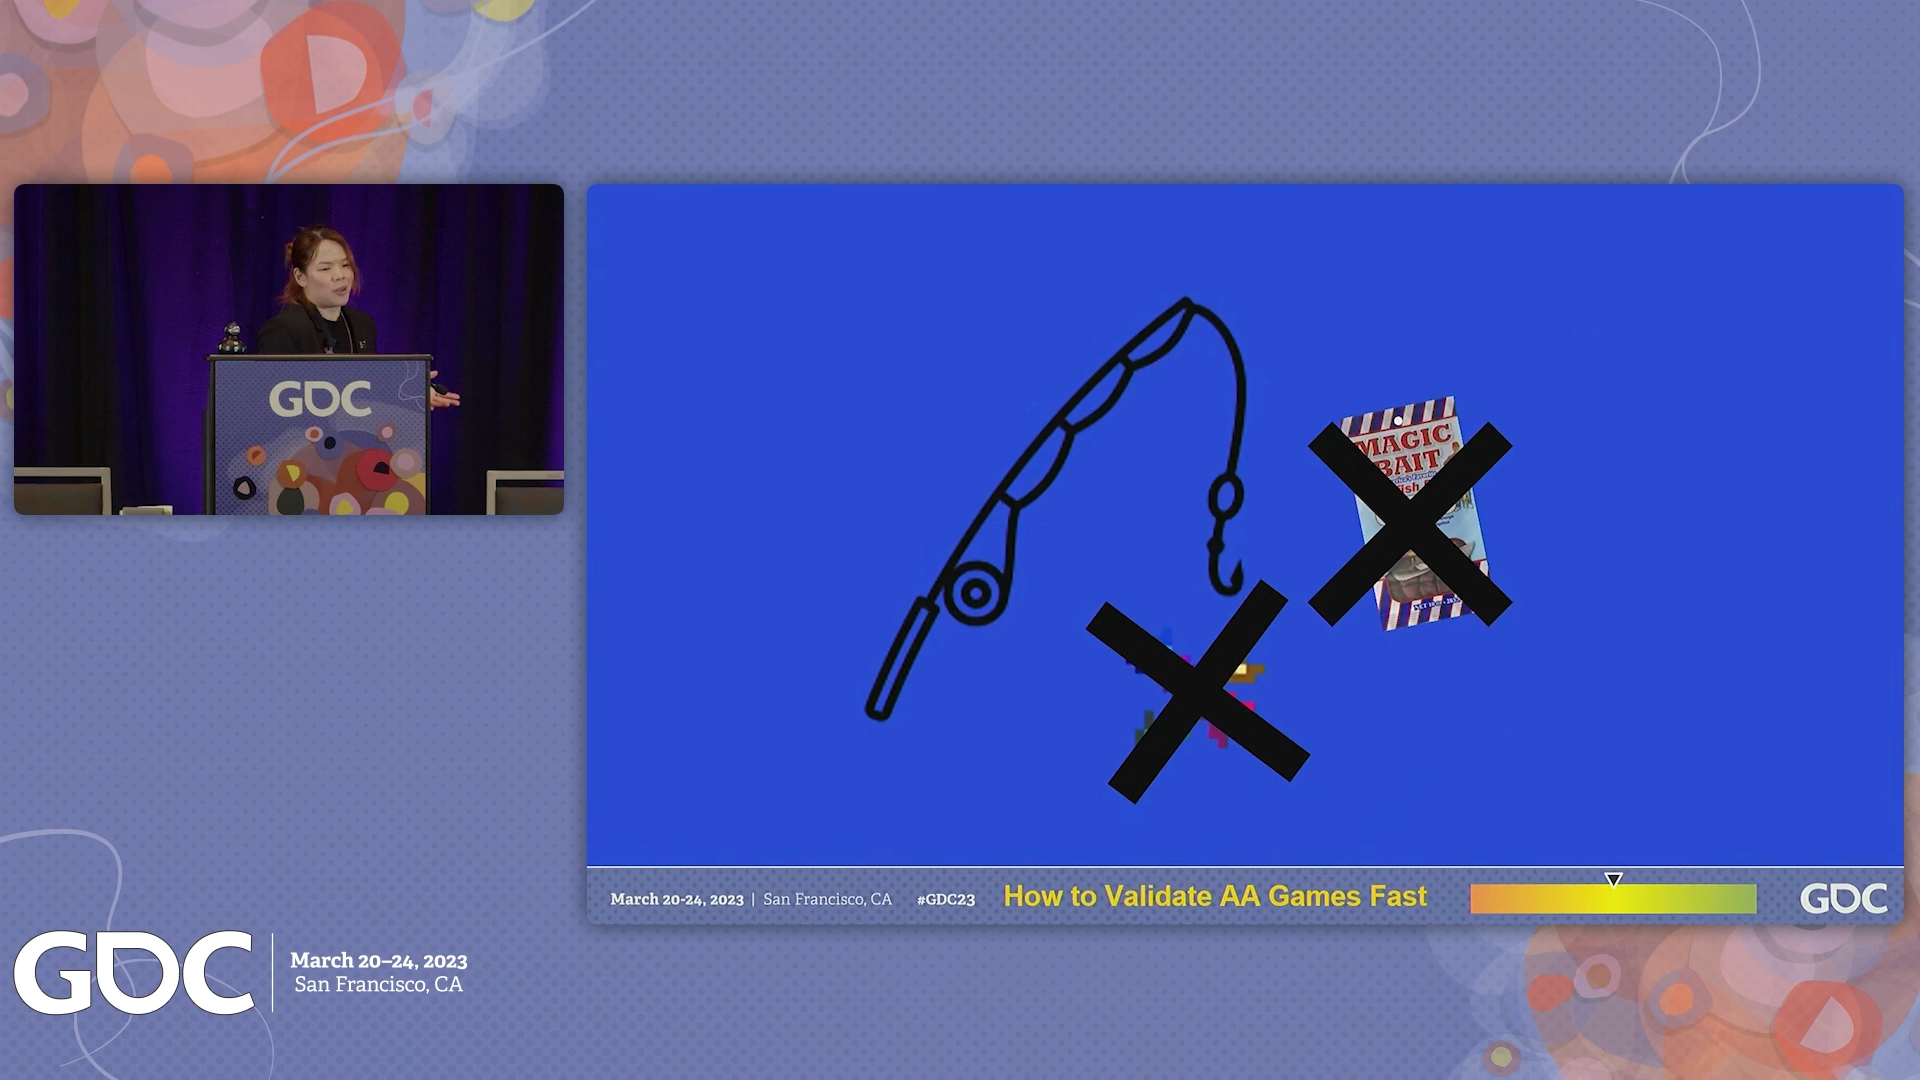 GDC
MAGIC
BAIT
March 20-24, 2023 | San Francisco, CA
#GDC23
How to Validate AA Games Fast
GDC
GDC
March 20–24, 2023
San Francisco, CA